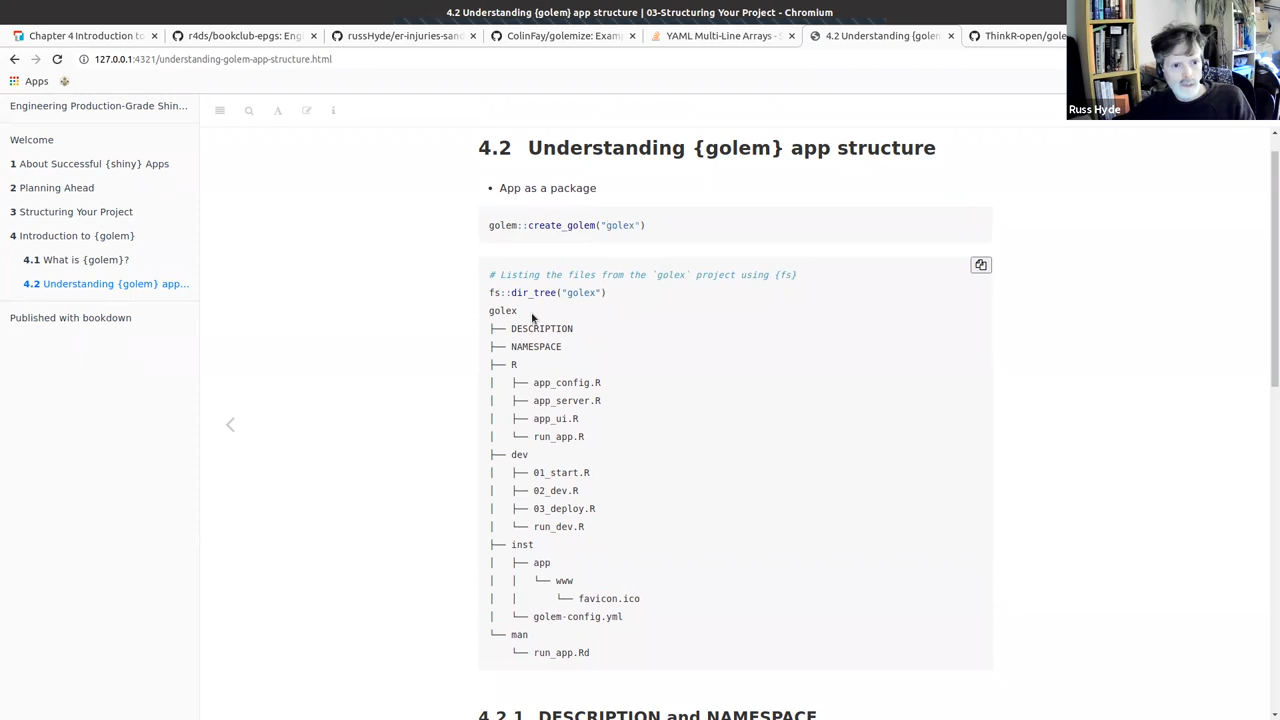 4.2 Understanding {golem} app structure | 03-Structuring Your Project - Chromium
Chapter 4 Introduction to
r4ds/bookclub-epgs: Eng
russHyde/er-injuries-san
ColinFay/golemize: Exam
YAML Multi-Line Arrays - S
4.2 Understanding {golen
ThinkR-open/gole
127.0.0.1:4321/understanding-golem-app-structure.html
Apps
Russ Hyde
Engineering Production-Grade Shin...
Welcome
1 About Successful {shiny} Apps
2 Planning Ahead
3 Structuring Your Project
4 Introduction to {golem}
4.1 What is {golem}?
4.2 Understanding {golem} app...
Published with bookdown
4.2 Understanding {golem} app structure
• App as a package
golem::create_golem("golex")
# Listing the files from the `golex` project using {fs}
fs::dir_tree("golex")
golex
├── DESCRIPTION
├── NAMESPACE
├── R
│   ├── app_config.R
│   ├── app_server.R
│   ├── app_ui.R
│   └── run_app.R
├── dev
│   ├── 01_start.R
│   ├── 02_dev.R
│   ├── 03_deploy.R
│   └── run_dev.R
├── inst
│   ├── app
│   │   └── www
│   │       └── favicon.ico
│   └── golem-config.yml
└── man
    └── run_app.Rd
4.2.1 DESCRIPTION and NAMESPACE